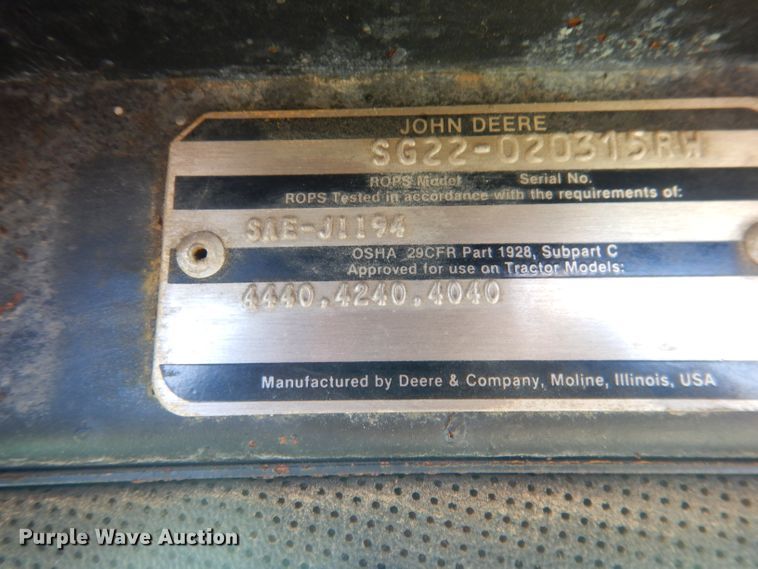 JOHN DEERE
SG22-020315RW
ROPS Model Serial No.
ROPS Tested in accordance with the requirements of:
SAE-J1194
OSHA 29CFR Part 1928, Subpart C
Approved for use on Tractor Models:
4440,4240,4040
Manufactured by Deere & Company, Moline, Illinois, USA
Purple Wave Auction